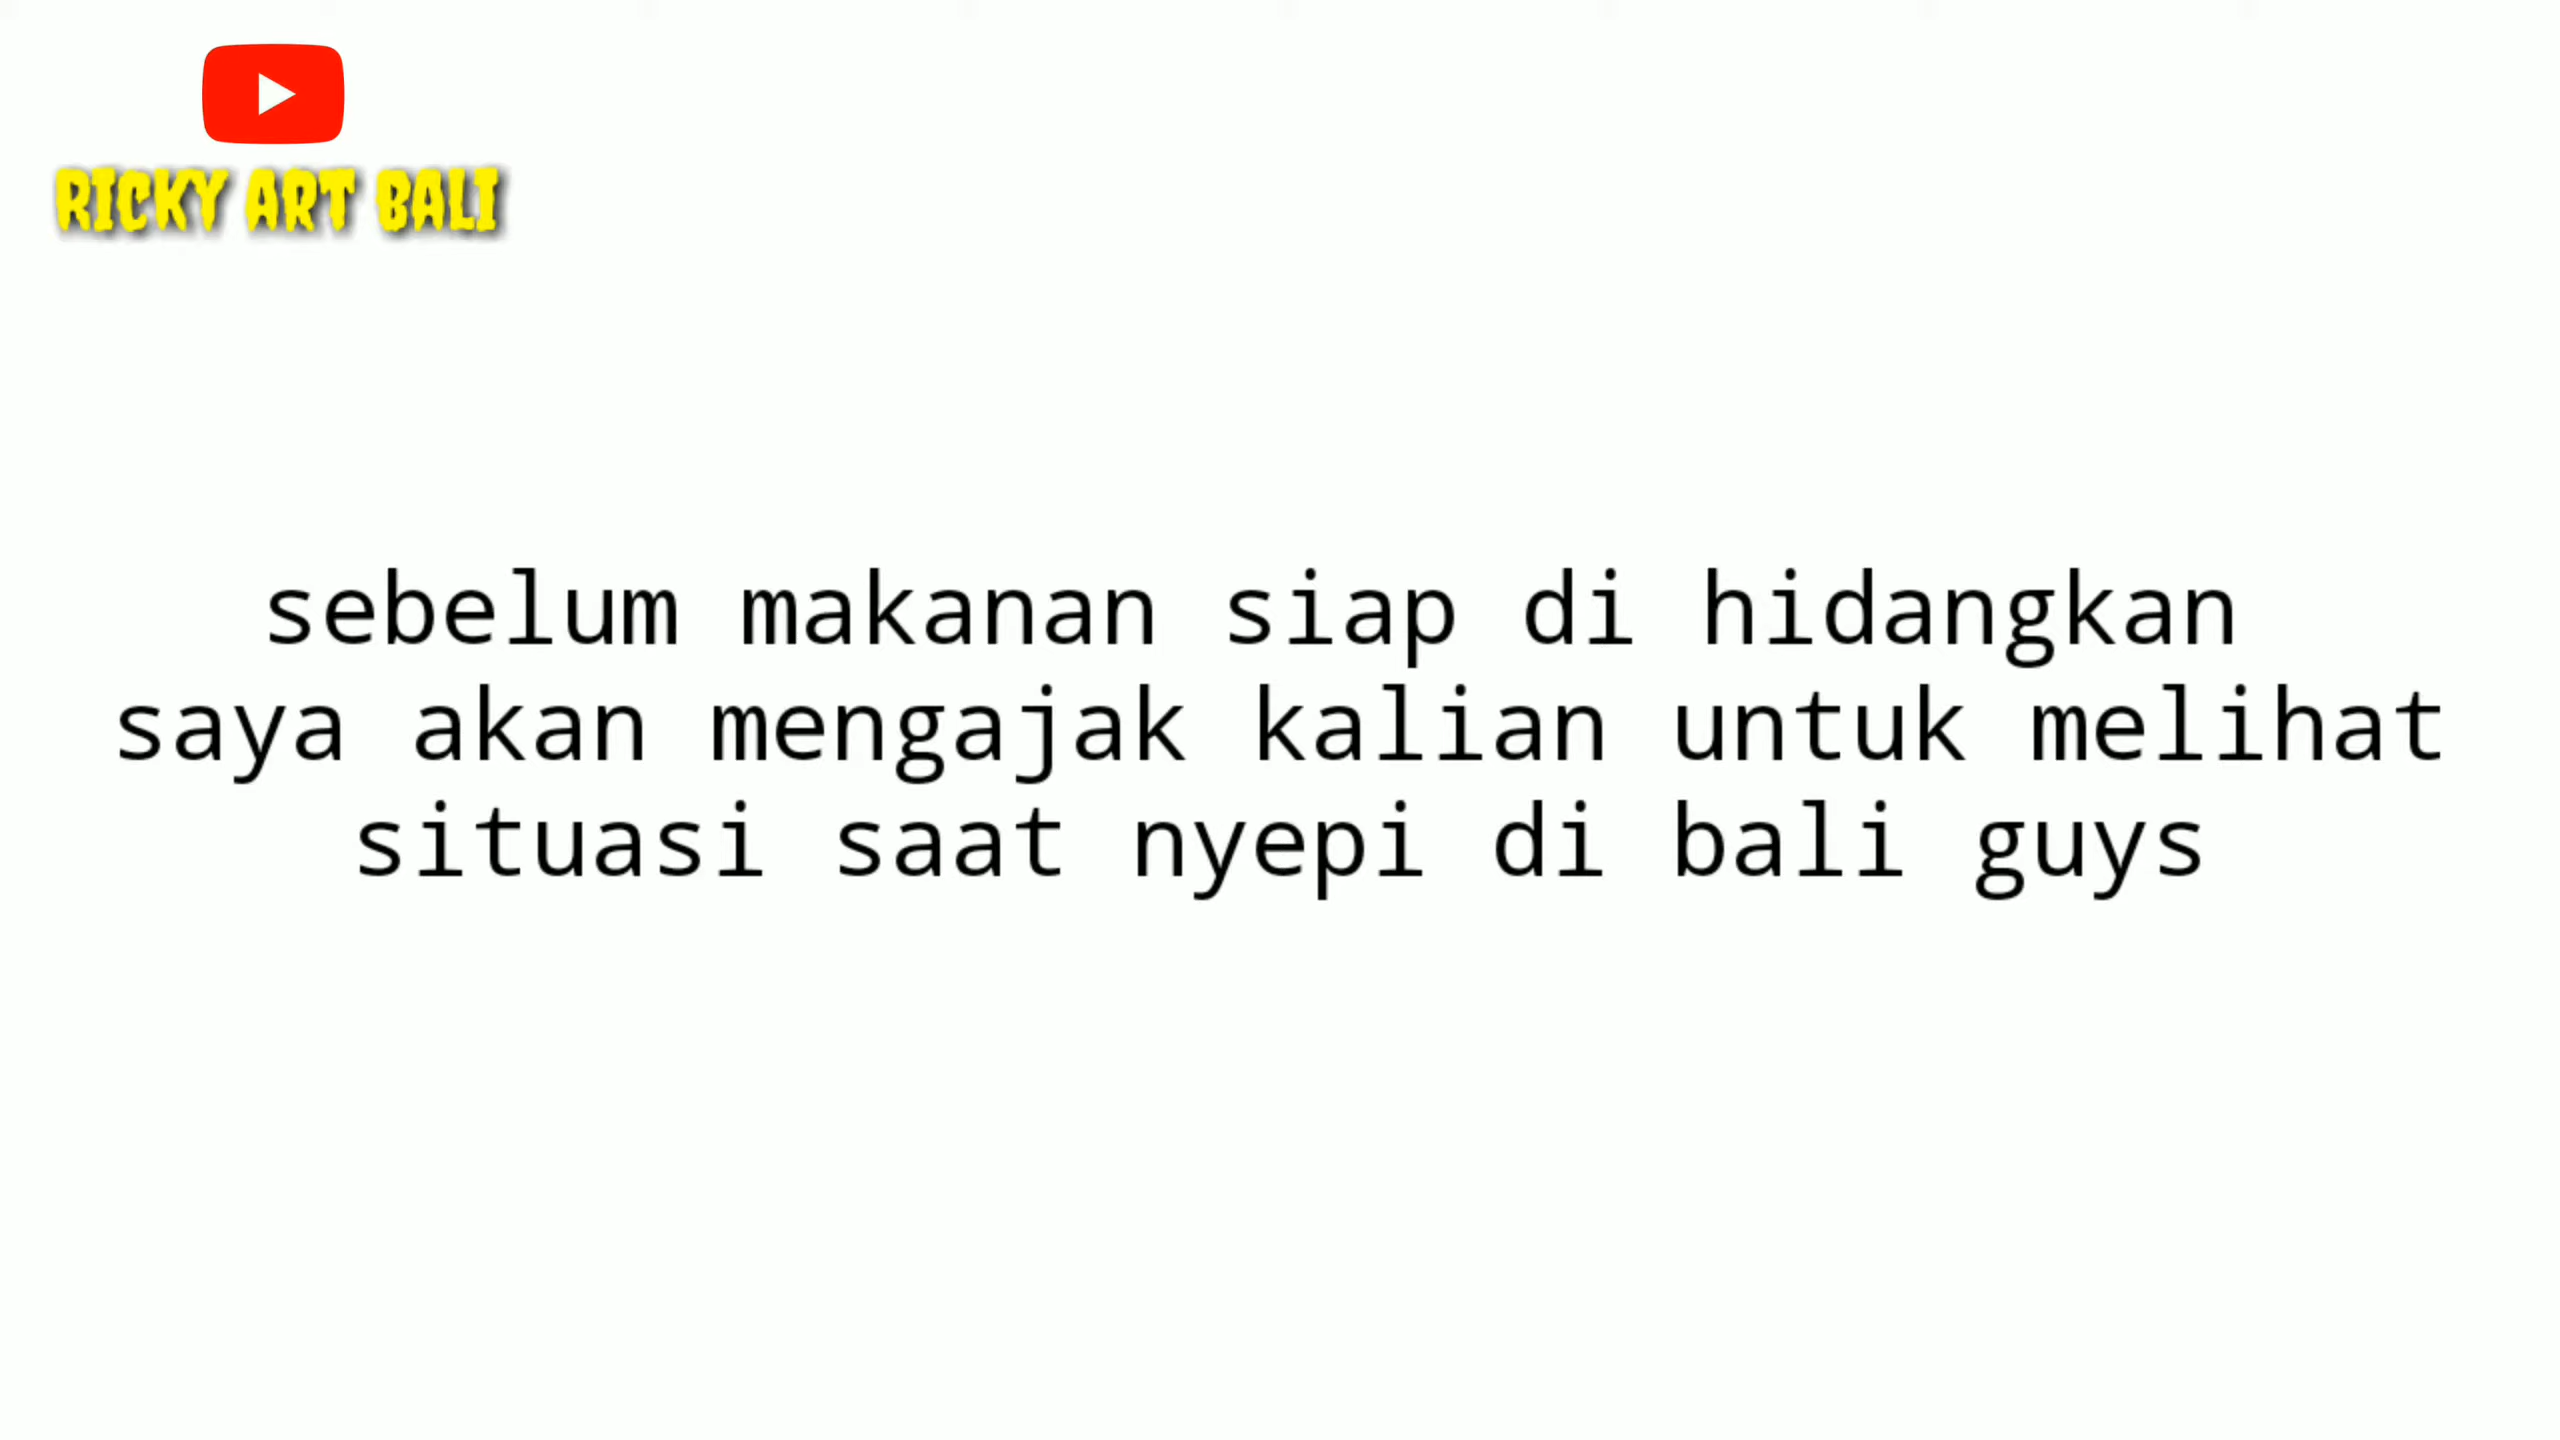 RICKY ART BALI
sebelum makanan siap di hidangkan
saya akan mengajak kalian untuk melihat
situasi saat nyepi di bali guys